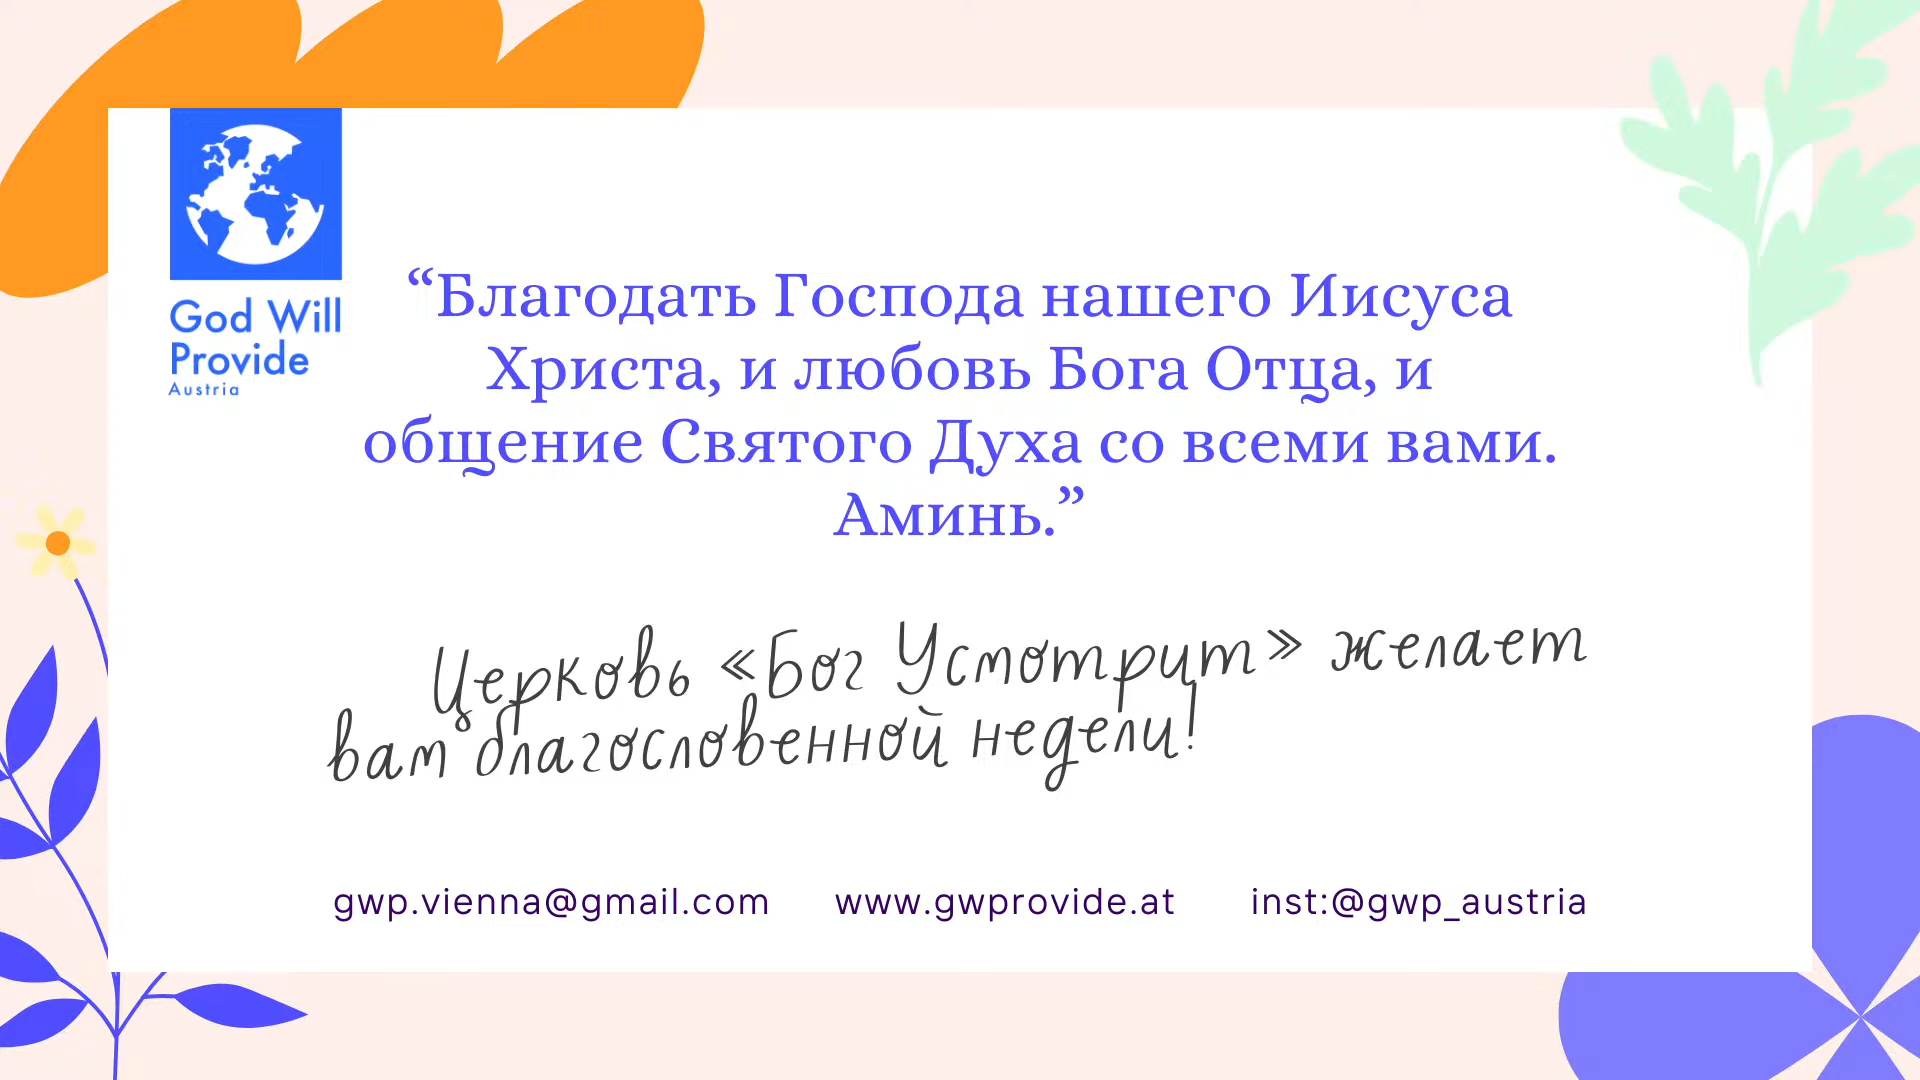 God Will
Provide
Austria
“Благодать Господа нашего Иисуса
Христа, и любовь Бога Отца, и
общение Святого Духа со всеми вами.
Аминь.”
Церковь «Бог Усмотрит» желает
вам благословенной недели!
gwp.vienna@gmail.com www.gwprovide.at inst:@gwp_austria